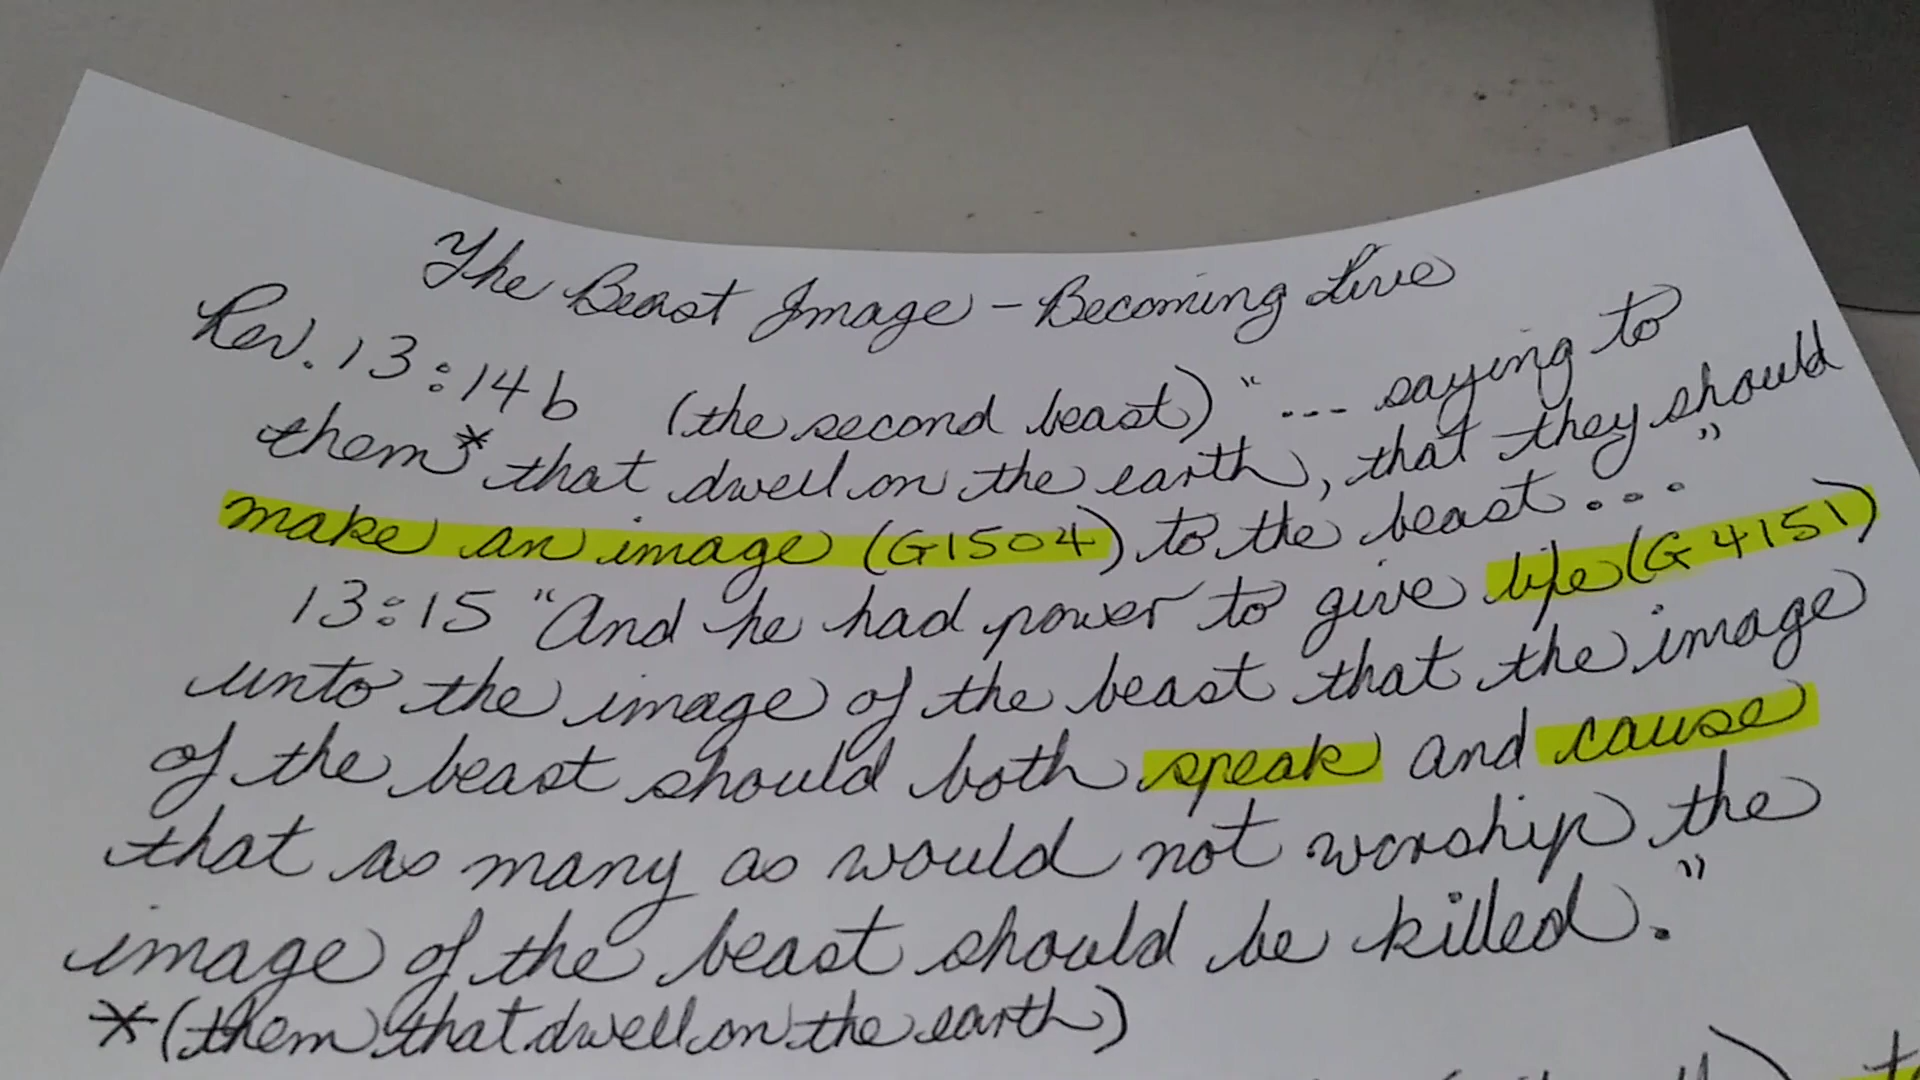 The Beast Image - Becoming Live
Rev. 13:14b (the second beast) "... saying to
them* that dwell on the earth, that they should
make an image (G1504) to the beast..."
13:15 "And he had power to give life (G4151)
unto the image of the beast that the image
of the beast should both speak and cause
that as many as would not worship the
image of the beast should be killed."
*(them that dwell on the earth)